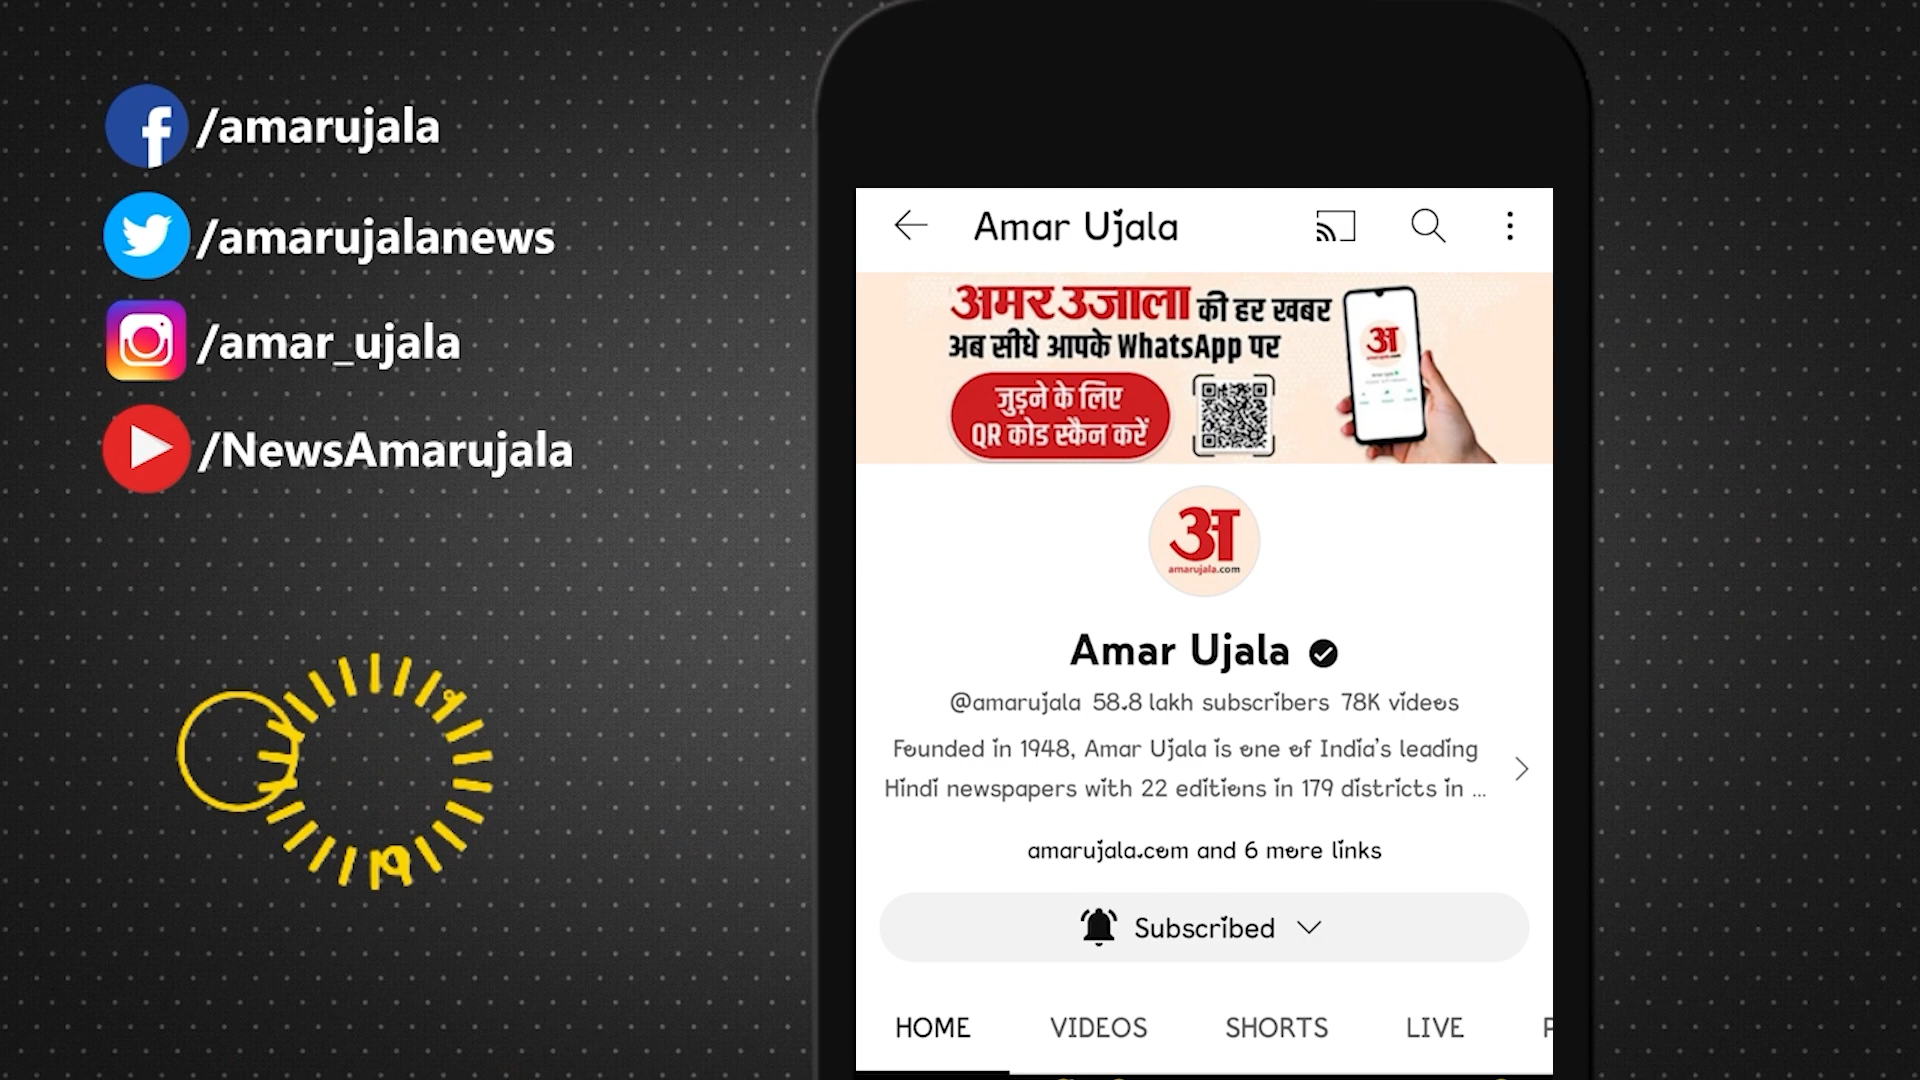 /amarujala
/amarujalanews
/amar_ujala
/NewsAmarujala
Amar Ujala
अमर उजाला की हर खबर
अब सीधे आपके WhatsApp पर
जुड़ने के लिए
QR कोड स्कैन करें
अ
अ
amarujala.com
Amar Ujala
@amarujala 58.8 lakh subscribers 78K videos
Founded in 1948, Amar Ujala is one of India's leading
Hindi newspapers with 22 editions in 179 districts in ...
amarujala.com and 6 more links
Subscribed
HOME VIDEOS SHORTS LIVE